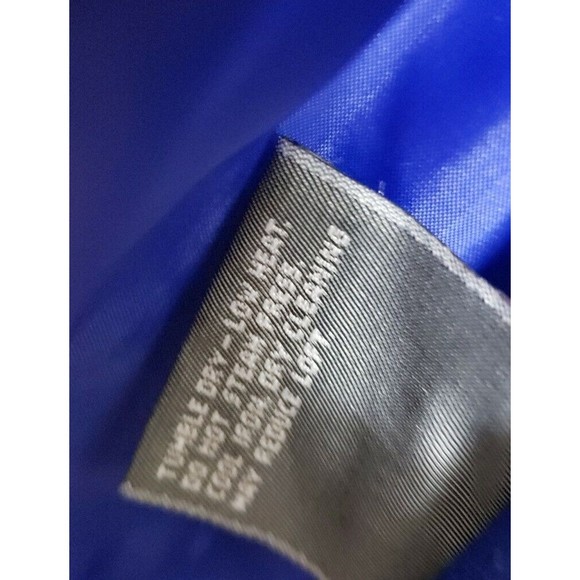 TUMBLE DRY - LOW HEAT.
DO NOT STEAM PRESS.
COOL IRON. DRY CLEANING
MAY REDUCE LOFT